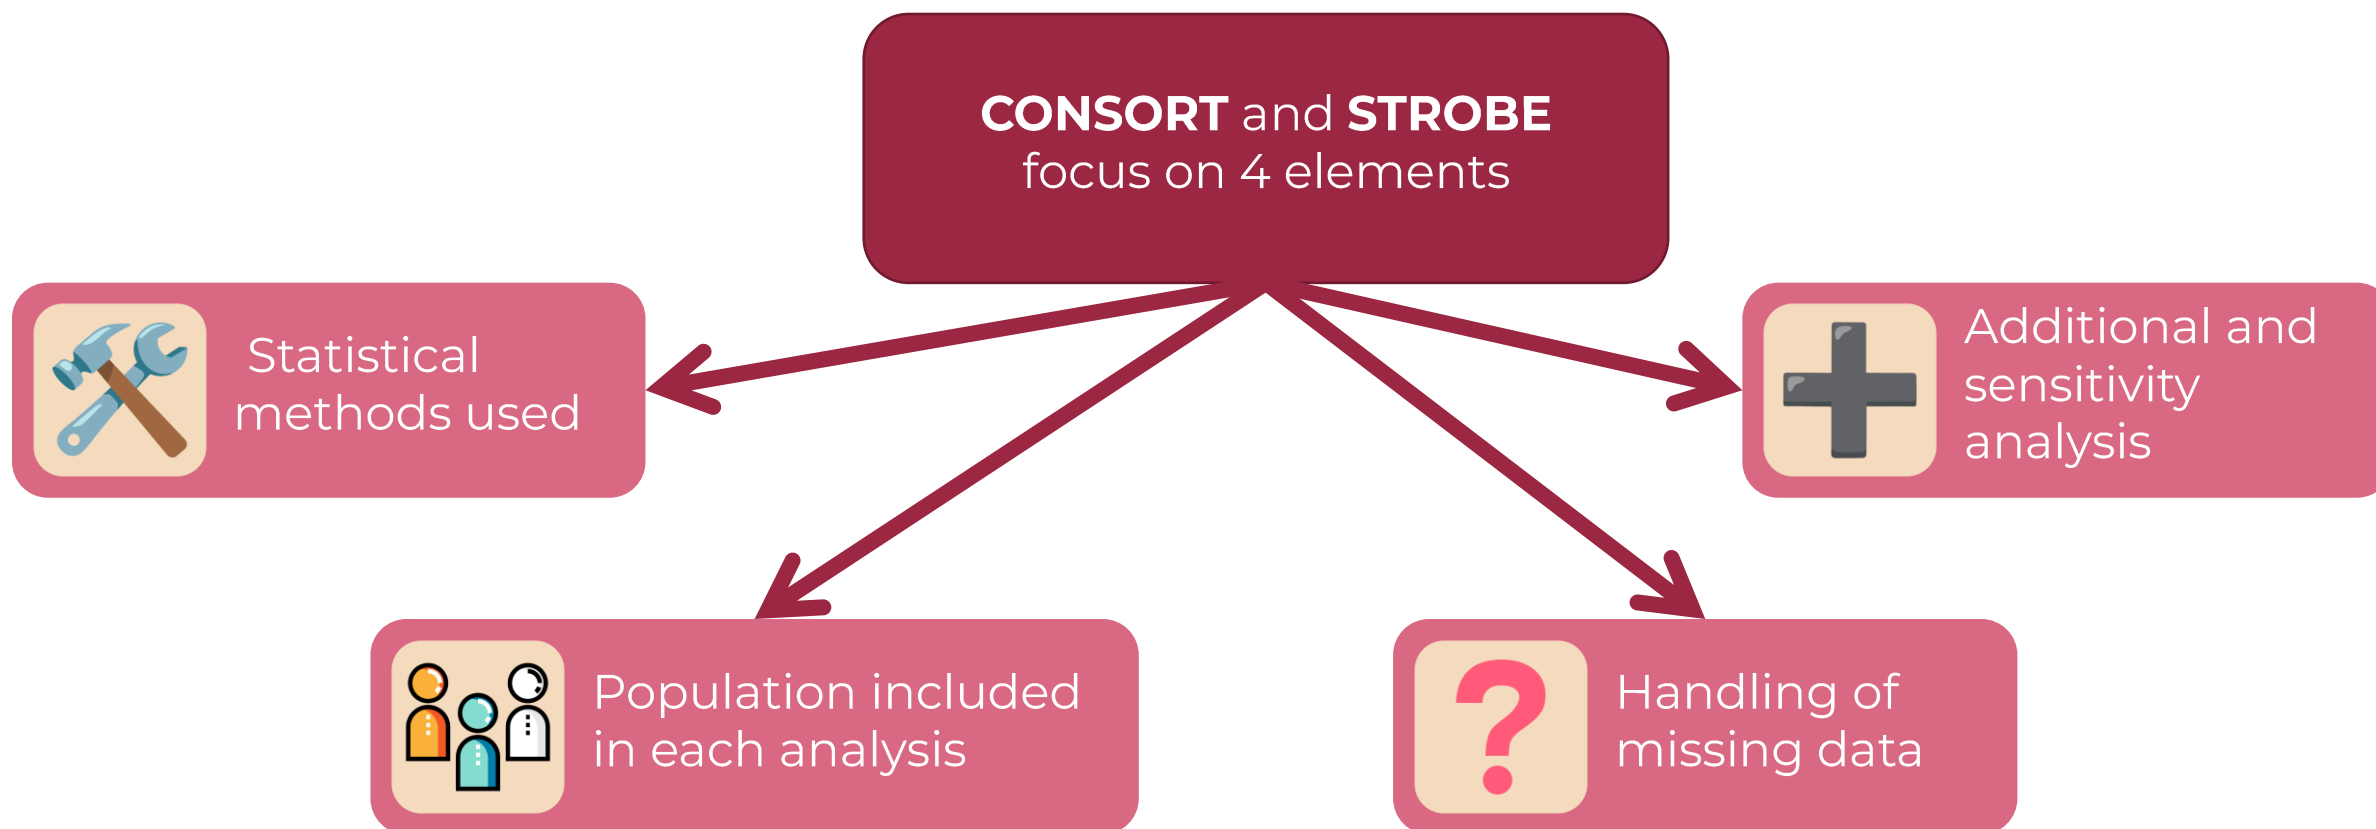 CONSORT and STROBE
focus on 4 elements
Statistical
methods used
Additional and
sensitivity
analysis
Population included
in each analysis
Handling of
missing data